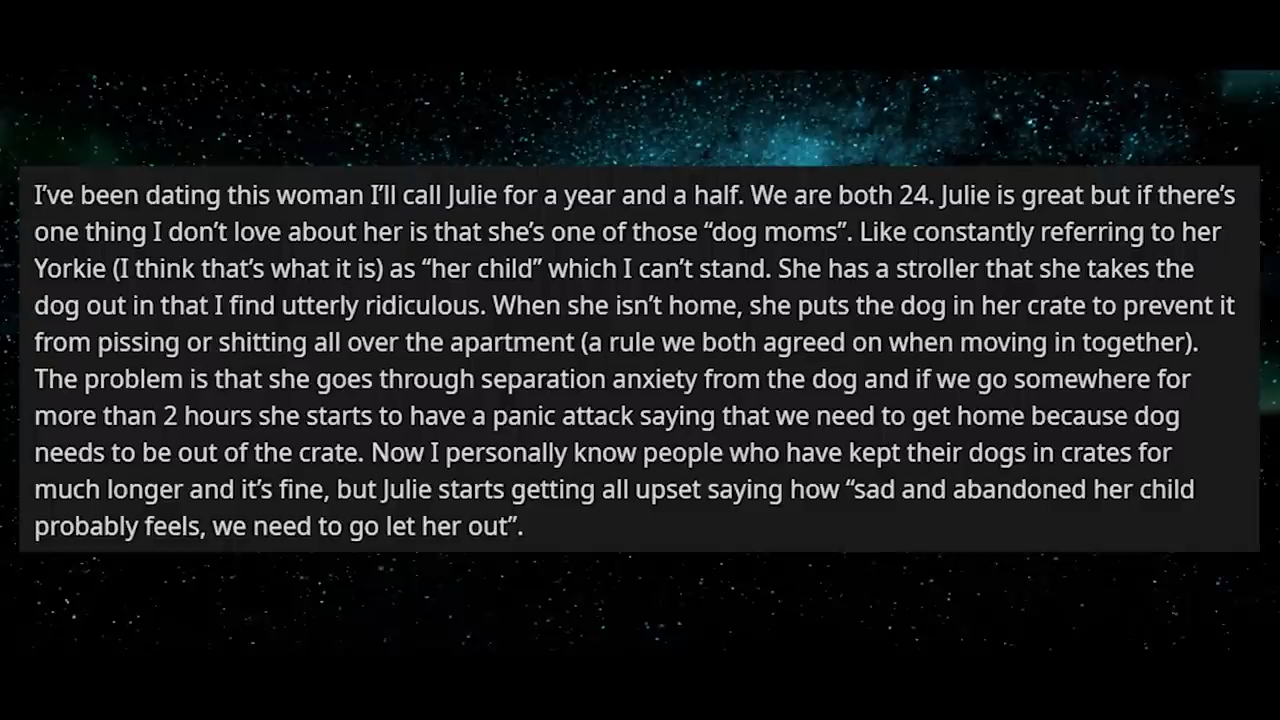 I’ve been dating this woman I’ll call Julie for a year and a half. We are both 24. Julie is great but if there’s
one thing I don’t love about her is that she’s one of those “dog moms”. Like constantly referring to her
Yorkie (I think that’s what it is) as “her child” which I can’t stand. She has a stroller that she takes the
dog out in that I find utterly ridiculous. When she isn’t home, she puts the dog in her crate to prevent it
from pissing or shitting all over the apartment (a rule we both agreed on when moving in together).
The problem is that she goes through separation anxiety from the dog and if we go somewhere for
more than 2 hours she starts to have a panic attack saying that we need to get home because dog
needs to be out of the crate. Now I personally know people who have kept their dogs in crates for
much longer and it’s fine, but Julie starts getting all upset saying how “sad and abandoned her child
probably feels, we need to go let her out”.